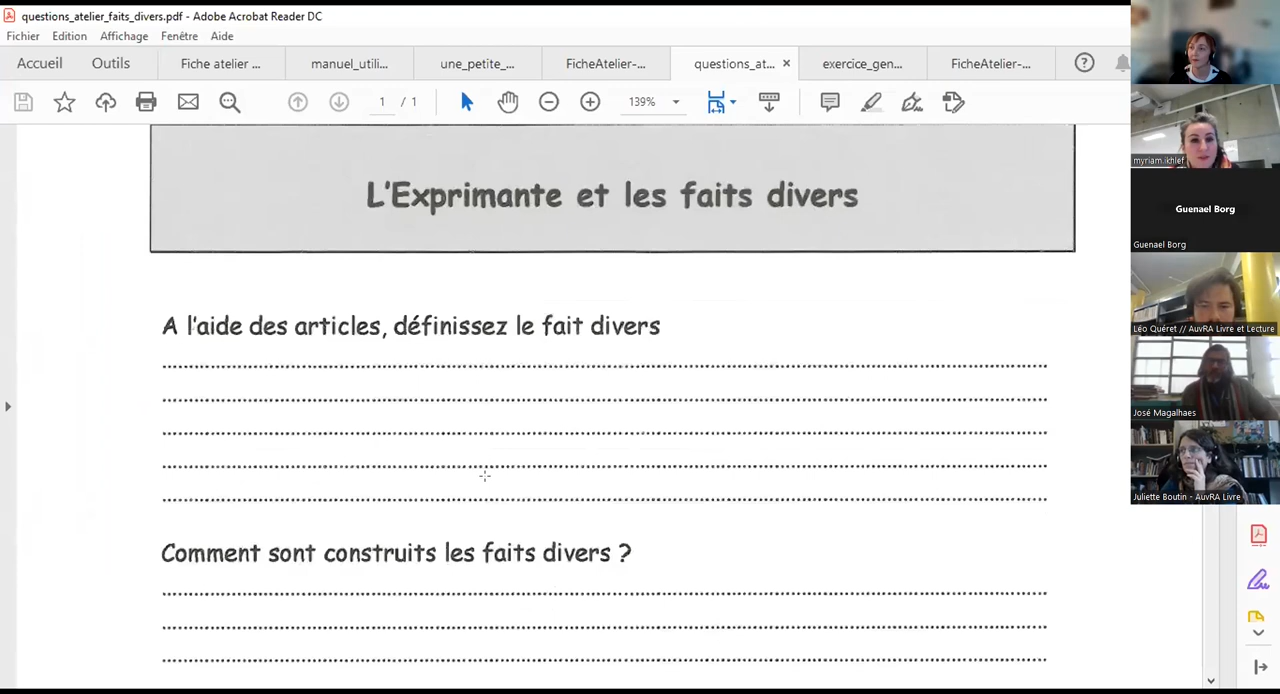 questions_atelier_faits_divers.pdf - Adobe Acrobat Reader DC
Fichier Edition Affichage Fenêtre Aide
Accueil Outils Fiche atelier ... manuel_utili... une_petite_... FicheAtelier-... questions_at... × exercice_gen... FicheAtelier-...
1 / 1 139%
L'Exprimante et les faits divers
A l'aide des articles, définissez le fait divers
Comment sont construits les faits divers ?
myriam.ikhlef
Guenael Borg
Guenael Borg
Léo Quéret // AuvRA Livre et Lecture
José Magalhaes
Juliette Boutin - AuvRA Livre